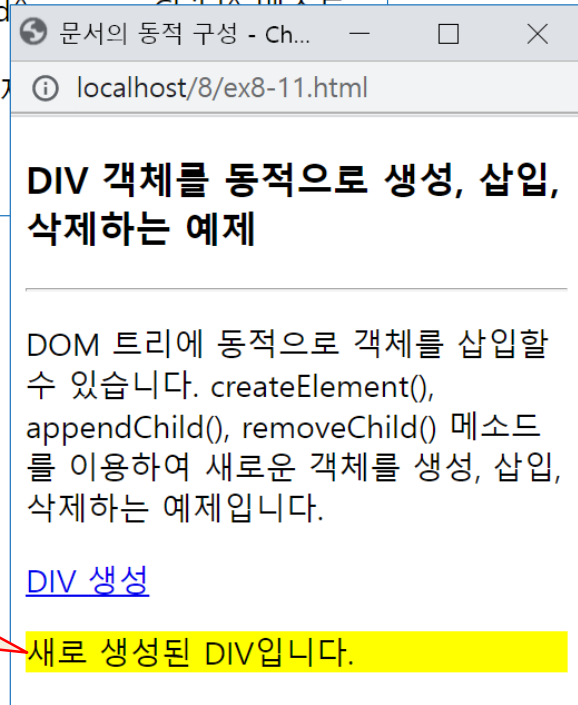 문서의 동적 구성 - Ch...
localhost/8/ex8-11.html
DIV 객체를 동적으로 생성, 삽입,
삭제하는 예제
DOM 트리에 동적으로 객체를 삽입할
수 있습니다. createElement(),
appendChild(), removeChild() 메소드
를 이용하여 새로운 객체를 생성, 삽입,
삭제하는 예제입니다.
DIV 생성
새로 생성된 DIV입니다.